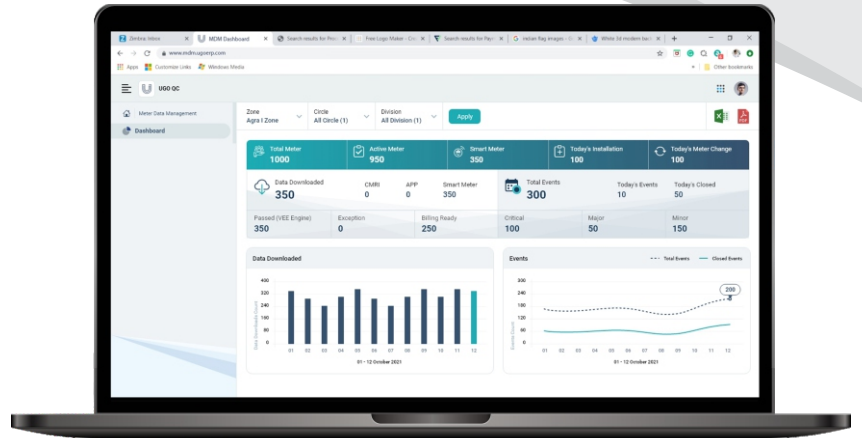 Zimbra: Inbox
MDM Dashboard
Search results for
Free Logo Maker
Search results for
indian flag images
White 3d modern
www.mdm.ugoerp.com
Apps Customize Links Windows Media
Other bookmarks
UGO QC
Meter Data Management
Dashboard
Zone Circle Division
Agra I Zone All Circle (1) All Division (1) Apply
Total Meter Active Meter Smart Meter Today's Installation Today's Meter Change
1000 950 350 100 100
Data Downloaded CMRI APP Smart Meter Total Events Today's Events Today's Closed
350 0 0 350 300 10 50
Passed (VEE Engine) Exception Billing Ready Critical Major Minor
350 0 250 100 50 150
Data Downloaded
400
320
240
160
80
0
Data Downloads Count
01 02 03 04 05 06 07 08 09 10 11 12
01 - 12 October 2021
Events
Total Events Closed Events
300
240
180
120
60
0
Events Count
200
01 02 03 04 05 06 07 08 09 10 11 12
01 - 12 October 2021